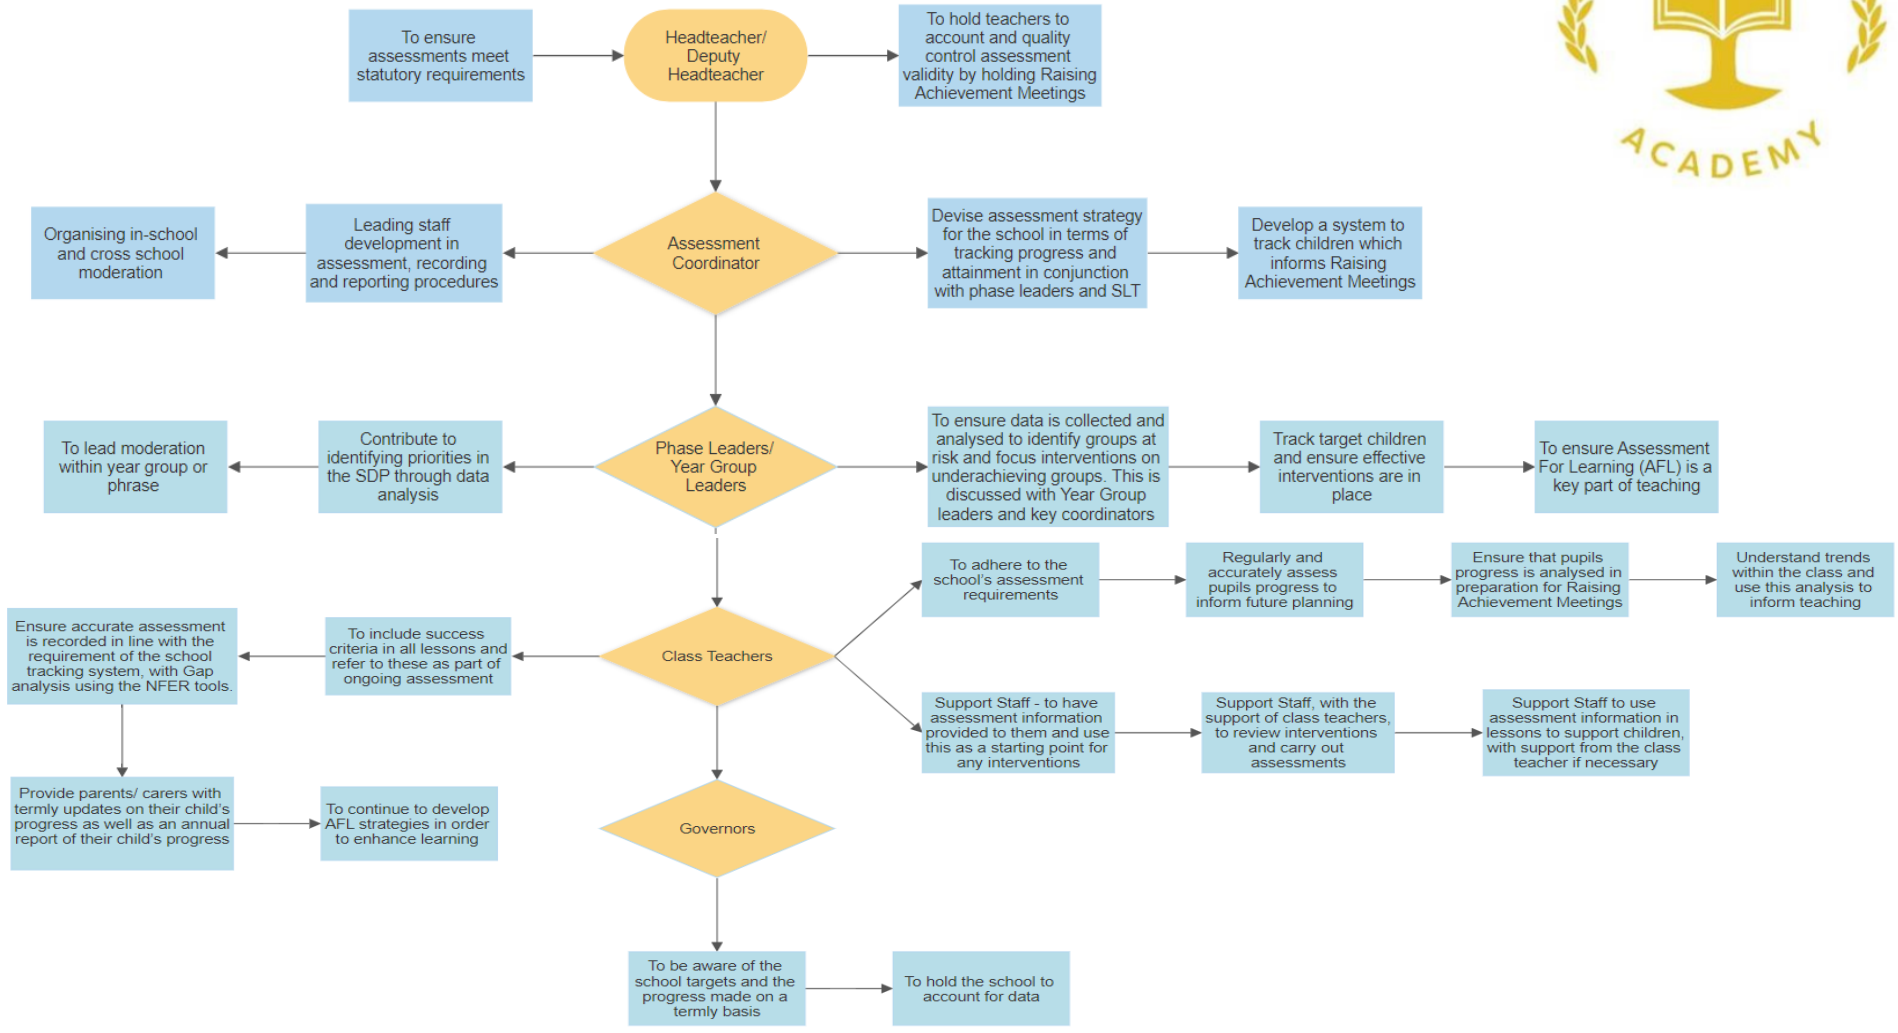 To ensure
assessments meet
statutory requirements
Headteacher/
Deputy
Headteacher
To hold teachers to
account and quality
control assessment
validity by holding Raising
Achievement Meetings
ACADEMY
Organising in-school
and cross school
moderation
Leading staff
development in
assessment, recording
and reporting procedures
Assessment
Coordinator
Devise assessment strategy
for the school in terms of
tracking progress and
attainment in conjunction
with phase leaders and SLT
Develop a system to
track children which
informs Raising
Achievement Meetings
To lead moderation
within year group or
phrase
Contribute to
identifying priorities in
the SDP through data
analysis
Phase Leaders/
Year Group
Leaders
To ensure data is collected and
analysed to identify groups at
risk and focus interventions on
underachieving groups. This is
discussed with Year Group
leaders and key coordinators
Track target children
and ensure effective
interventions are in
place
To ensure Assessment
For Learning (AFL) is a
key part of teaching
To adhere to the
school's assessment
requirements
Regularly and
accurately assess
pupils progress to
inform future planning
Ensure that pupils
progress is analysed in
preparation for Raising
Achievement Meetings
Understand trends
within the class and
use this analysis to
inform teaching
Ensure accurate assessment
is recorded in line with the
requirement of the school
tracking system, with Gap
analysis using the NFER tools.
To include success
criteria in all lessons and
refer to these as part of
ongoing assessment
Class Teachers
Support Staff - to have
assessment information
provided to them and use
this as a starting point for
any interventions
Support Staff, with the
support of class teachers,
to review interventions
and carry out
assessments
Support Staff to use
assessment information in
lessons to support children,
with support from the class
teacher if necessary
Provide parents/ carers with
termly updates on their child's
progress as well as an annual
report of their child's progress
To continue to develop
AFL strategies in order
to enhance learning
Governors
To be aware of the
school targets and the
progress made on a
termly basis
To hold the school to
account for data